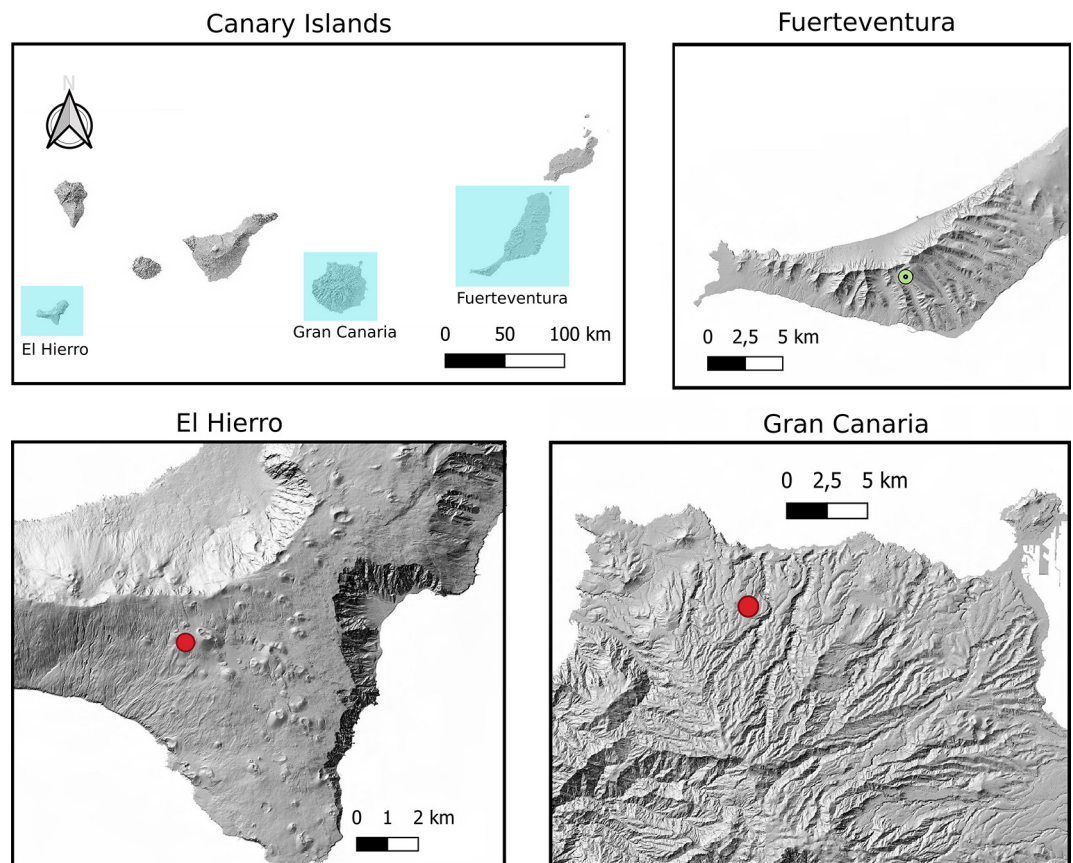 Canary Islands
Fuerteventura
N
Fuerteventura
Gran Canaria
El Hierro
0 50 100 km
0 2,5 5 km
El Hierro
Gran Canaria
0 2,5 5 km
0 1 2 km